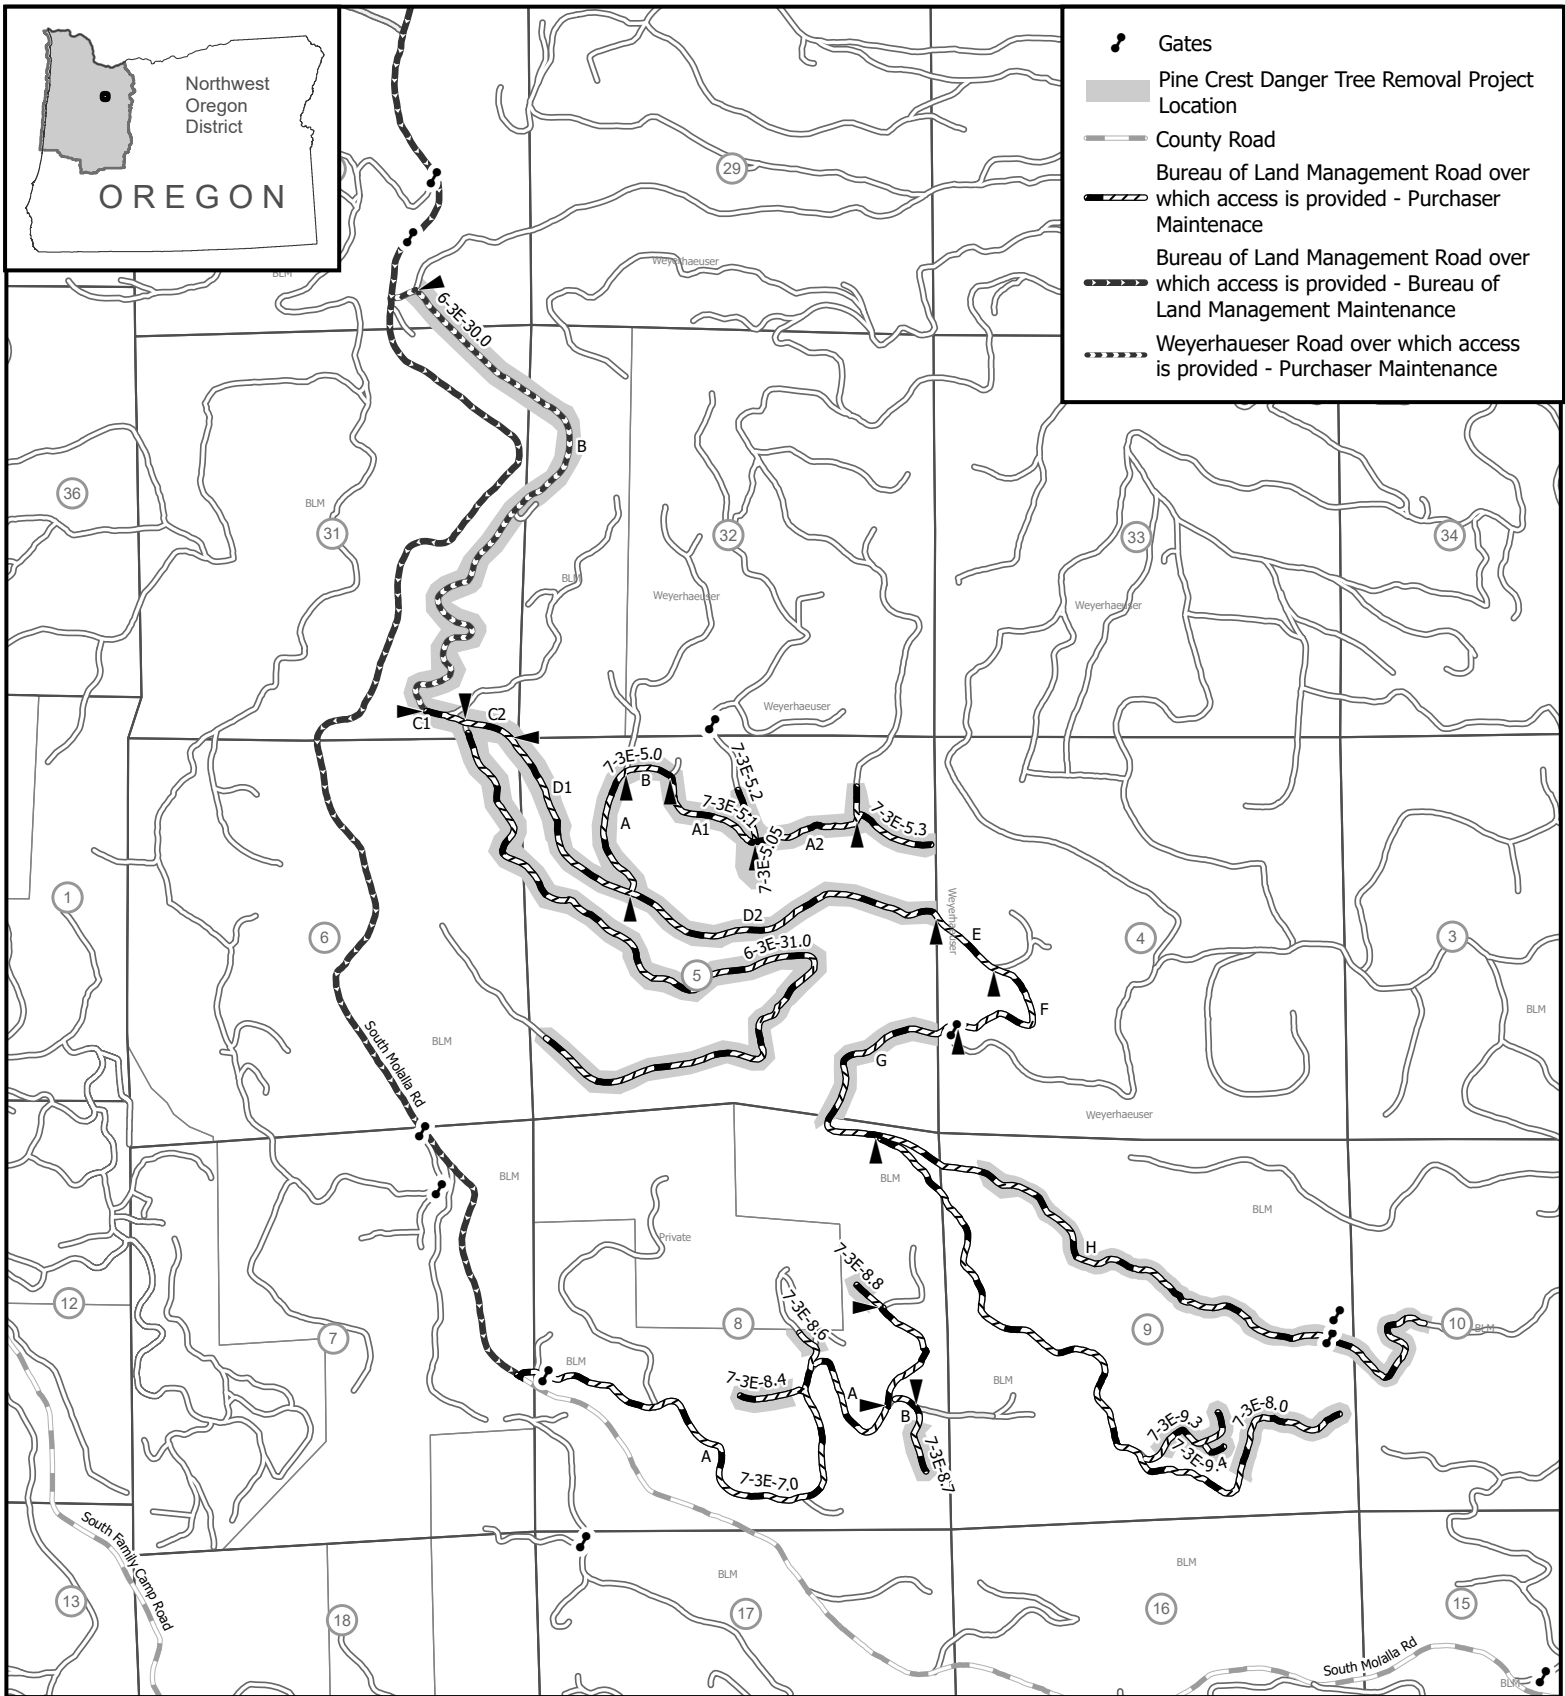 Northwest
Oregon
District
OREGON
Gates
Pine Crest Danger Tree Removal Project
Location
County Road
Bureau of Land Management Road over
which access is provided - Purchaser
Maintenace
Bureau of Land Management Road over
which access is provided - Bureau of
Land Management Maintenance
Weyerhaueser Road over which access
is provided - Purchaser Maintenance
29
BLM
Weyerhaeuser
6-3E-30.0
B
36
BLM
31
32
33
34
BLM
Weyerhaeuser
Weyerhaeuser
Weyerhaeuser
C1
C2
7-3E-5.0
B
7-3E-5.2
D1
A
7-3E-5.1
A1
7-3E-5.05
A2
7-3E-5.3
1
6
D2
Weyerhaeuser
E
4
3
6-3E-31.0
5
F
BLM
South Molalla Rd
BLM
G
Weyerhaeuser
BLM
BLM
BLM
Private
H
7-3E-8.8
12
7
8
7-3E-8.6
9
10
BLM
BLM
7-3E-8.4
A
BLM
B
7-3E-9.3
7-3E-8.0
7-3E-9.4
A
7-3E-7.0
7-3E-8.7
South Family Camp Road
BLM
BLM
13
18
17
16
15
South Molalla Rd
BLM